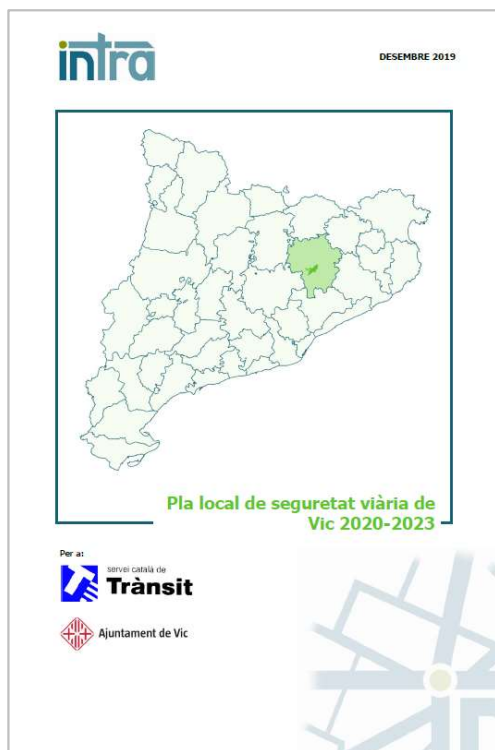 intra
DESEMBRE 2019
Pla local de seguretat viària de
Vic 2020-2023
Per a:
servei català de
Trànsit
Ajuntament de Vic